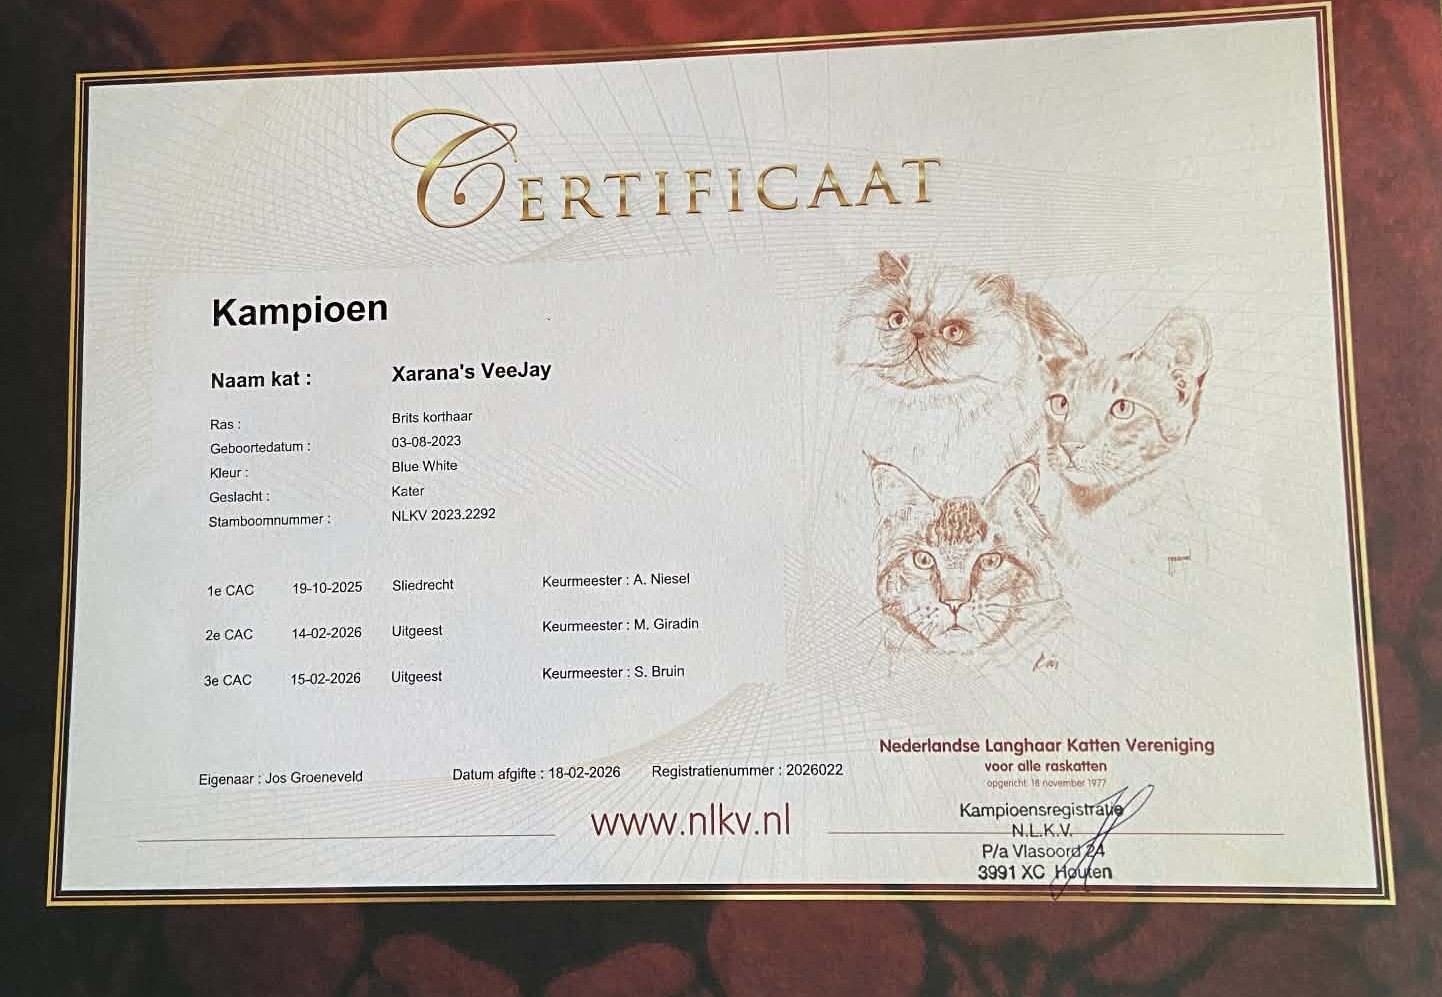 CERTIFICAAT
Kampioen
Naam kat : Xarana's VeeJay
Ras : Brits korthaar
Geboortedatum : 03-08-2023
Kleur : Blue White
Geslacht : Kater
Stamboomnummer : NLKV 2023.2292
1e CAC 19-10-2025 Sliedrecht Keurmeester : A. Niesel
2e CAC 14-02-2026 Uitgeest Keurmeester : M. Giradin
3e CAC 15-02-2026 Uitgeest Keurmeester : S. Bruin
Eigenaar : Jos Groeneveld Datum afgifte : 18-02-2026 Registratienummer : 2026022
www.nlkv.nl
Nederlandse Langhaar Katten Vereniging
voor alle raskatten
opgericht 18 november 1977
Kampioensregistratie
N.L.K.V.
P/a Vlasoord 24
3991 XC Houten